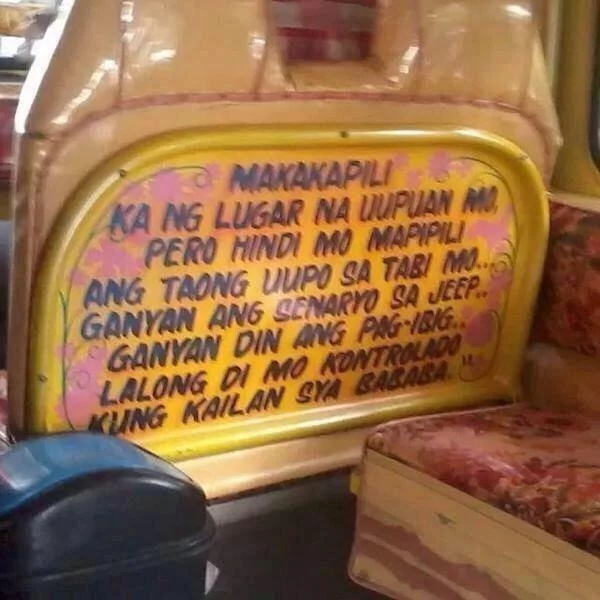 MAKAKAPILI
KA NG LUGAR NA UUPUAN MO,
PERO HINDI MO MAPIPILI
ANG TAONG UUPO SA TABI MO...
GANYAN ANG SENARYO SA JEEP..
GANYAN DIN ANG PAG-IBIG..
LALONG DI MO KONTROLADO
KUNG KAILAN SYA BABABA."